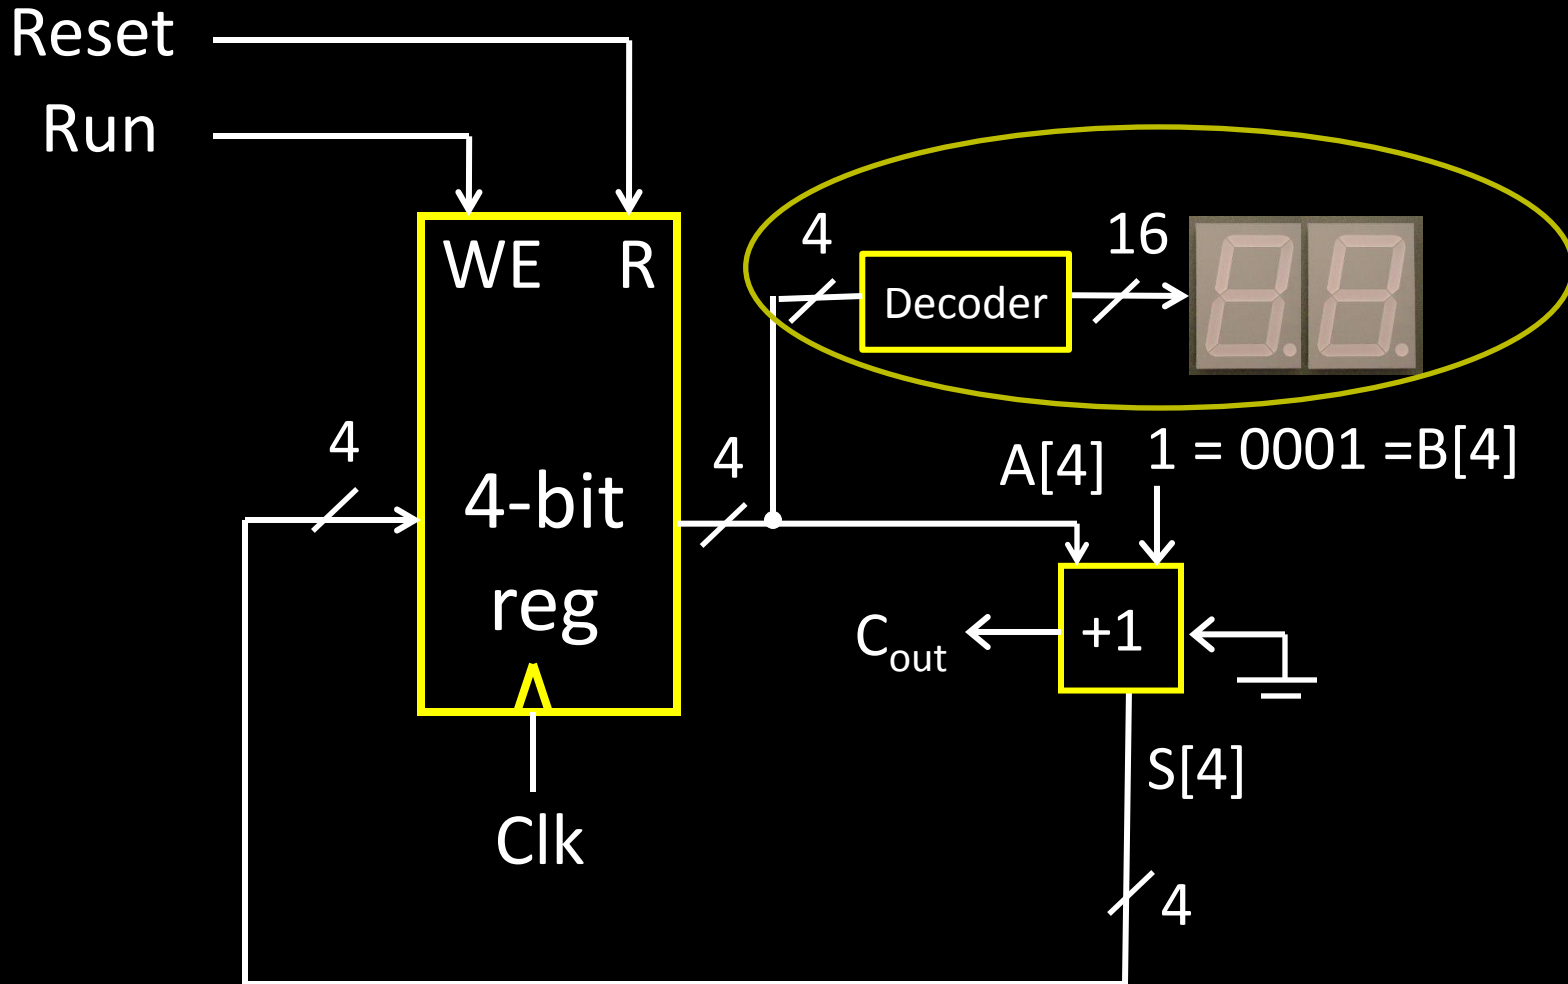 Reset
Run
WE R
4 16
Decoder
4
4
A[4]
1 = 0001 =B[4]
4-bit
reg
+1
Cout
S[4]
Clk
4